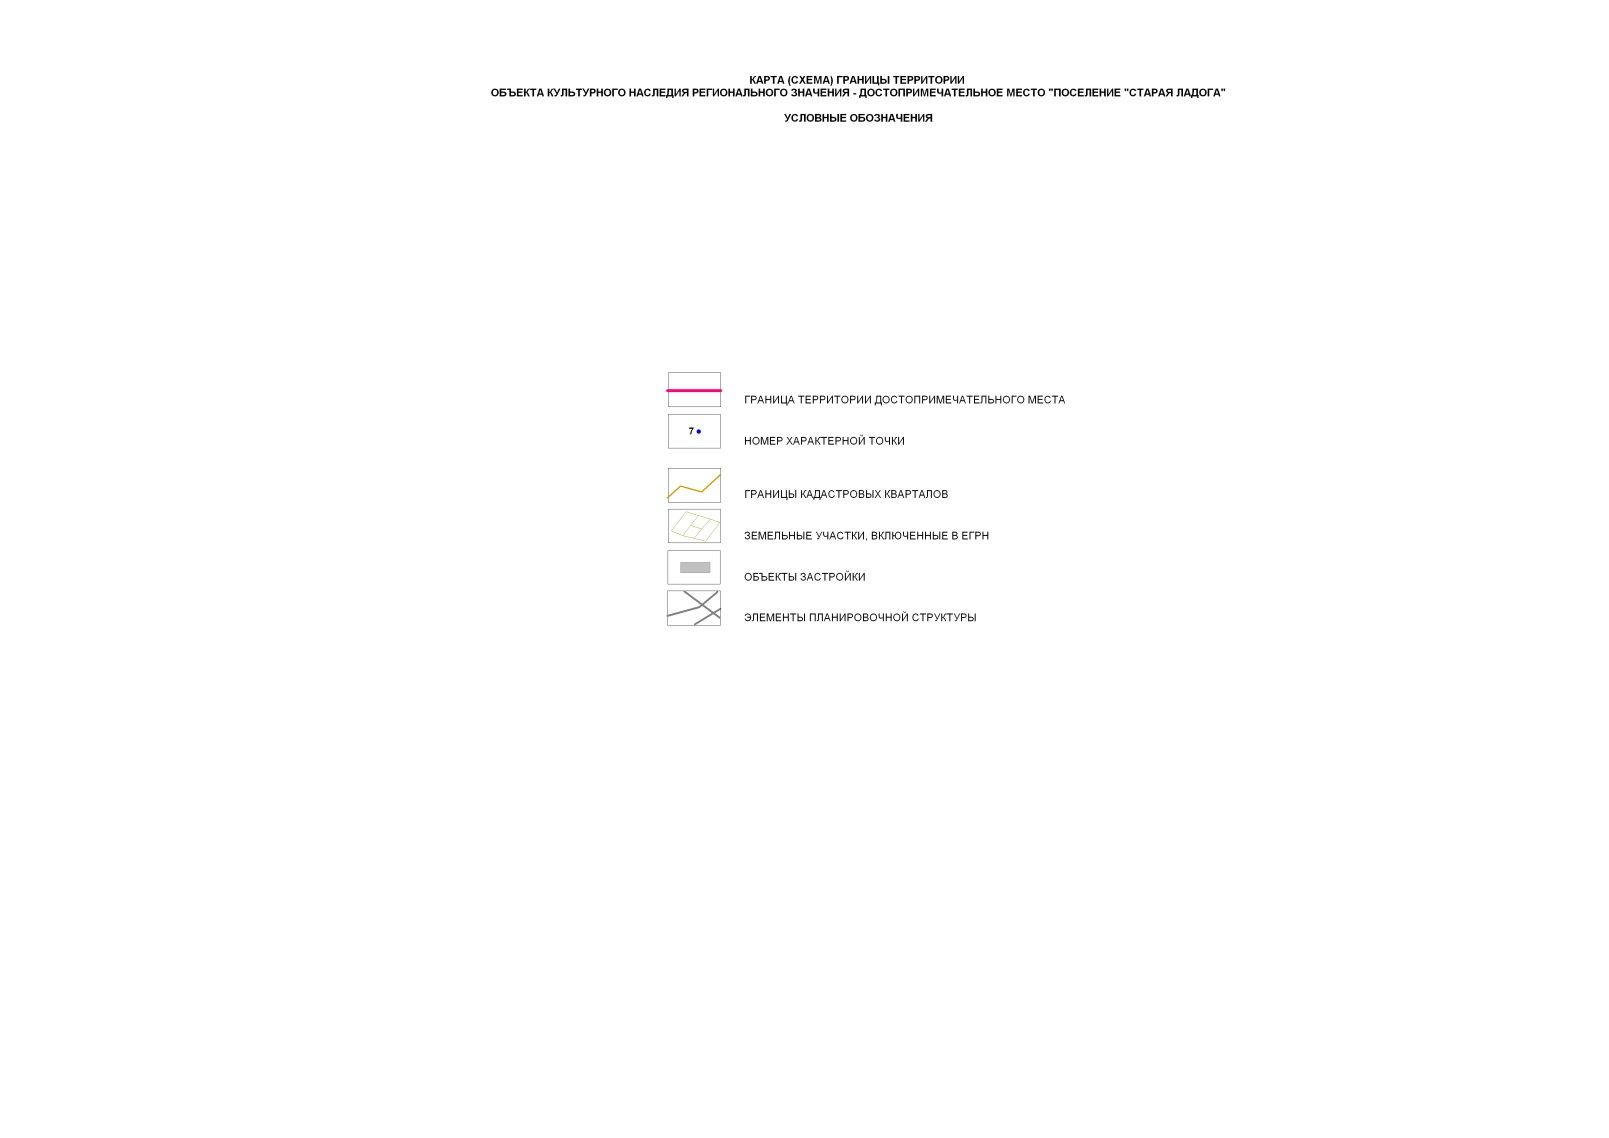 КАРТА (СХЕМА) ГРАНИЦЫ ТЕРРИТОРИИ
ОБЪЕКТА КУЛЬТУРНОГО НАСЛЕДИЯ РЕГИОНАЛЬНОГО ЗНАЧЕНИЯ - ДОСТОПРИМЕЧАТЕЛЬНОЕ МЕСТО "ПОСЕЛЕНИЕ "СТАРАЯ ЛАДОГА"
УСЛОВНЫЕ ОБОЗНАЧЕНИЯ
ГРАНИЦА ТЕРРИТОРИИ ДОСТОПРИМЕЧАТЕЛЬНОГО МЕСТА
7
НОМЕР ХАРАКТЕРНОЙ ТОЧКИ
ГРАНИЦЫ КАДАСТРОВЫХ КВАРТАЛОВ
ЗЕМЕЛЬНЫЕ УЧАСТКИ, ВКЛЮЧЕННЫЕ В ЕГРН
ОБЪЕКТЫ ЗАСТРОЙКИ
ЭЛЕМЕНТЫ ПЛАНИРОВОЧНОЙ СТРУКТУРЫ